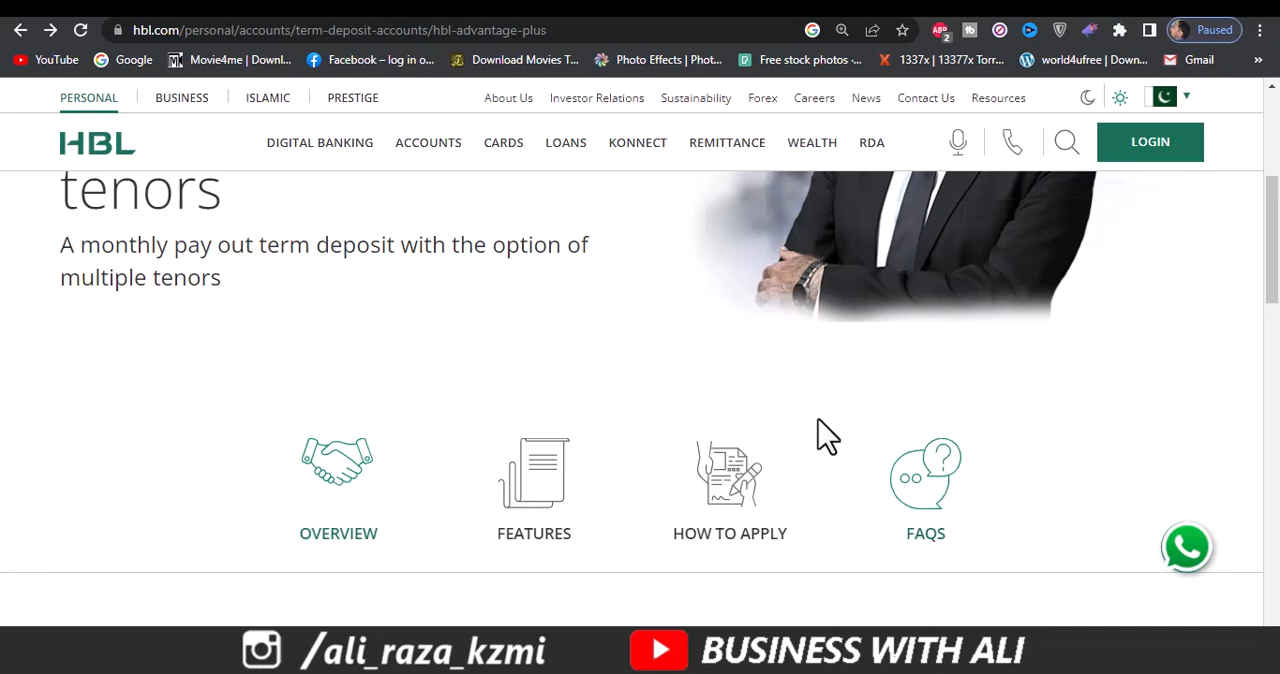 hbl.com/personal/accounts/term-deposit-accounts/hbl-advantage-plus
2
Paused
YouTube Google Movie4me | Downl... Facebook – log in o... Download Movies T... Photo Effects | Phot... Free stock photos -... 1337x | 13377x Torr... world4ufree | Down... Gmail »
PERSONAL BUSINESS ISLAMIC PRESTIGE About Us Investor Relations Sustainability Forex Careers News Contact Us Resources
HBL DIGITAL BANKING ACCOUNTS CARDS LOANS KONNECT REMITTANCE WEALTH RDA LOGIN
tenors
A monthly pay out term deposit with the option of
multiple tenors
OVERVIEW FEATURES HOW TO APPLY FAQS
/ali_raza_kzmi BUSINESS WITH ALI